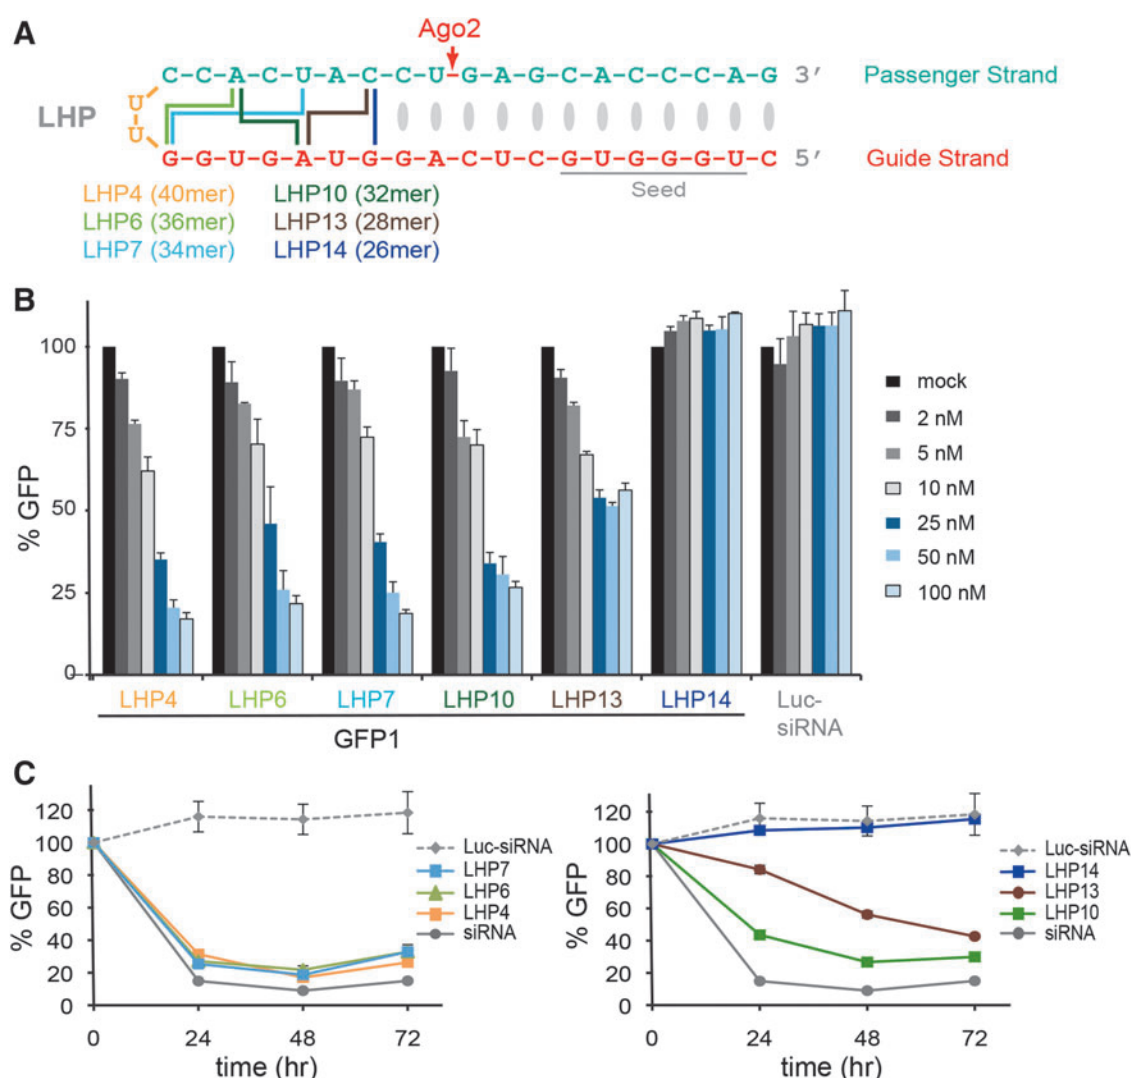 A
Ago2
C-C-A-C-U-A-C-C-U-G-A-G-C-A-C-C-C-A-G 3′ Passenger Strand
U
LHP
U
G-G-U-G-A-U-G-G-A-C-U-C-G-U-G-G-G-U-C 5′ Guide Strand
Seed
LHP4 (40mer) LHP10 (32mer)
LHP6 (36mer) LHP13 (28mer)
LHP7 (34mer) LHP14 (26mer)
B
% GFP
100
75
50
25
0
mock
2 nM
5 nM
10 nM
25 nM
50 nM
100 nM
LHP4 LHP6 LHP7 LHP10 LHP13 LHP14 Luc-
siRNA
GFP1
C
% GFP
120
100
80
60
40
20
0
0 24 48 72
time (hr)
Luc-siRNA
LHP7
LHP6
LHP4
siRNA
% GFP
120
100
80
60
40
20
0
0 24 48 72
time (hr)
Luc-siRNA
LHP14
LHP13
LHP10
siRNA